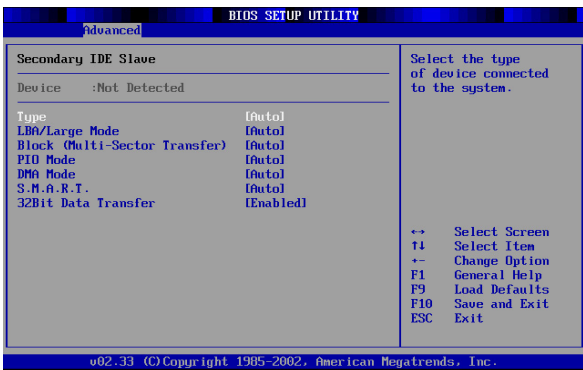 BIOS SETUP UTILITY
Advanced
Secondary IDE Slave
Device :Not Detected
Type [Auto]
LBA/Large Mode [Auto]
Block (Multi-Sector Transfer) [Auto]
PIO Mode [Auto]
DMA Mode [Auto]
S.M.A.R.T. [Auto]
32Bit Data Transfer [Enabled]
Select the type
of device connected
to the system.
↔ Select Screen
↑↓ Select Item
+- Change Option
F1 General Help
F9 Load Defaults
F10 Save and Exit
ESC Exit
v02.33 (C)Copyright 1985-2002, American Megatrends, Inc.